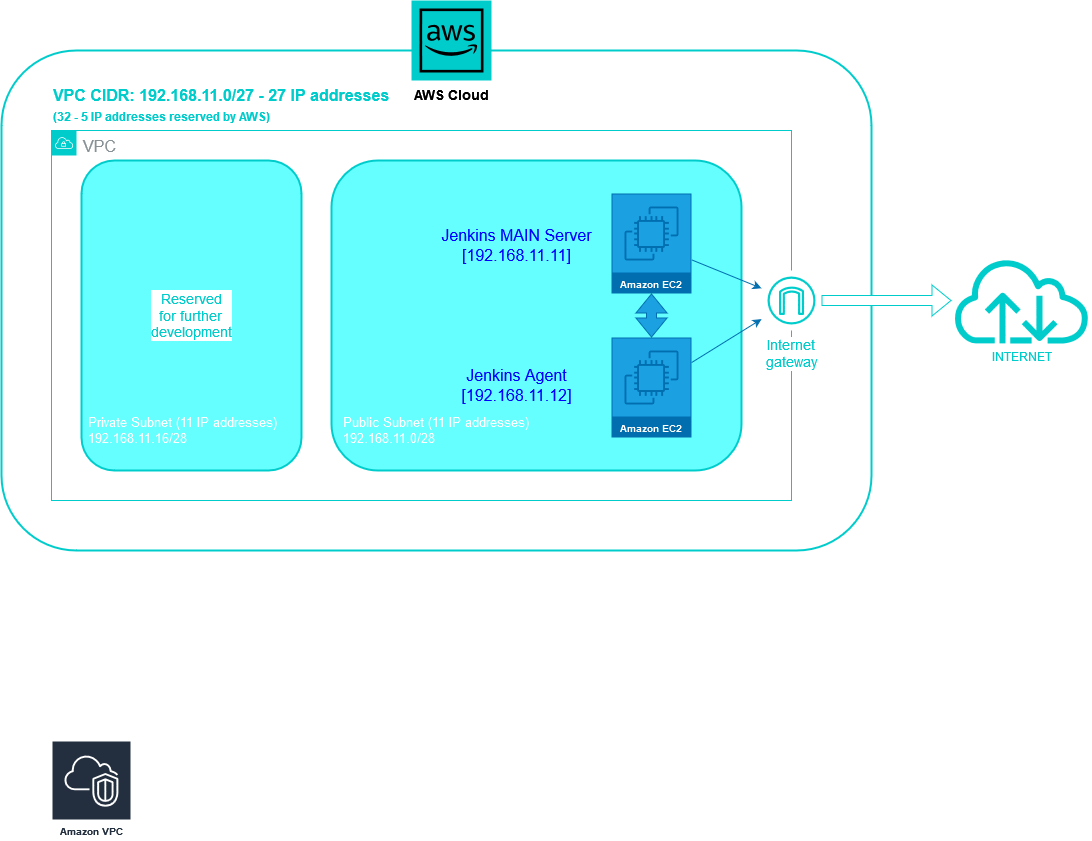 aws
AWS Cloud
VPC CIDR: 192.168.11.0/27 - 27 IP addresses
(32 - 5 IP addresses reserved by AWS)
VPC
Reserved
for further
development
Private Subnet (11 IP addresses)
192.168.11.16/28
Jenkins MAIN Server
[192.168.11.11]
Amazon EC2
Jenkins Agent
[192.168.11.12]
Amazon EC2
Public Subnet (11 IP addresses)
192.168.11.0/28
Internet
gateway
INTERNET
Amazon VPC